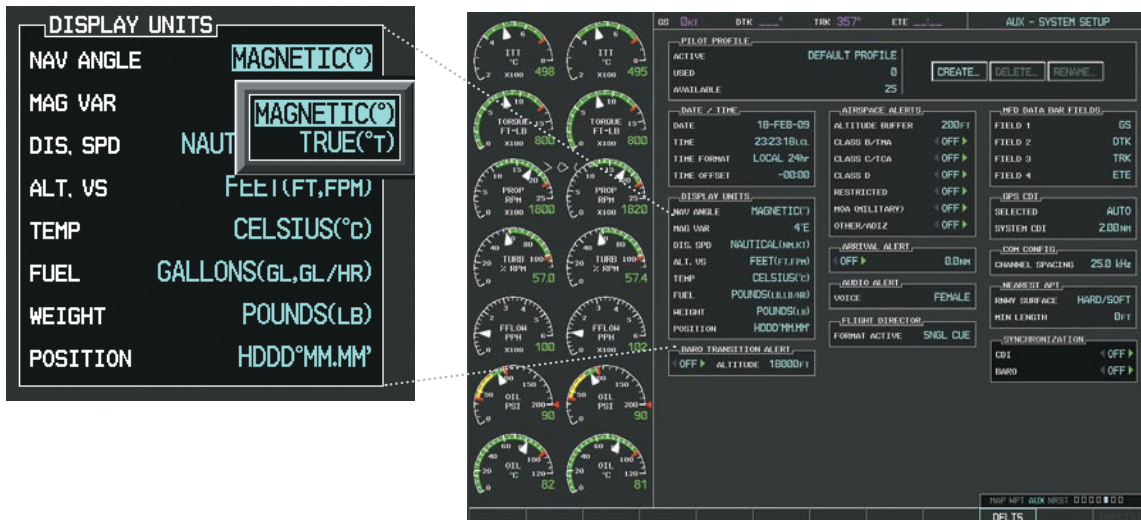 DISPLAY UNITS
NAV ANGLE MAGNETIC(°)
MAGNETIC(°)
MAG VAR
TRUE(°T)
DIS, SPD NAUT
ALT, VS FEET(FT,FPM)
TEMP CELSIUS(°C)
FUEL GALLONS(GL,GL/HR)
WEIGHT POUNDS(LB)
POSITION HDDD°MM.MM'
GS 0KT DTK ___° TRK 357° ETE __:__ AUX - SYSTEM SETUP
PILOT PROFILE
ACTIVE DEFAULT PROFILE
USED 0
AVAILABLE 25
CREATE… DELETE… RENAME…
DATE / TIME
DATE 18-FEB-09
TIME 23:23:18LCL
TIME FORMAT LOCAL 24hr
TIME OFFSET -00:00
DISPLAY UNITS
NAV ANGLE MAGNETIC(°)
MAG VAR 4°E
DIS, SPD NAUTICAL(NM,KT)
ALT, VS FEET(FT,FPM)
TEMP CELSIUS(°C)
FUEL POUNDS(LB,LB/HR)
WEIGHT POUNDS(LB)
POSITION HDDD°MM.MM'
BARO TRANSITION ALERT
OFF ALTITUDE 18000FT
AIRSPACE ALERTS
ALTITUDE BUFFER 200FT
CLASS B/TMA OFF
CLASS C/TCA OFF
CLASS D OFF
RESTRICTED OFF
MOA (MILITARY) OFF
OTHER/ADIZ OFF
ARRIVAL ALERT
OFF 0.0NM
AUDIO ALERT
VOICE FEMALE
FLIGHT DIRECTOR
FORMAT ACTIVE SNGL CUE
MFD DATA BAR FIELDS
FIELD 1 GS
FIELD 2 DTK
FIELD 3 TRK
FIELD 4 ETE
GPS CDI
SELECTED AUTO
SYSTEM CDI 2.00NM
COM CONFIG
CHANNEL SPACING 25.0 kHz
NEAREST APT
RNWY SURFACE HARD/SOFT
MIN LENGTH 0FT
SYNCHRONIZATION
CDI OFF
BARO OFF
ITT °C X100 498
ITT °C X100 495
TORQUE FT-LB X100 800
TORQUE FT-LB X100 800
PROP RPM X100 1800
PROP RPM X100 1820
TURB % RPM 57.0
TURB % RPM 57.4
FFLOW PPH X100 100
FFLOW PPH X100 102
OIL PSI 90
OIL PSI 90
OIL °C 82
OIL °C 81
MAP WPT AUX NRST
DFLTS